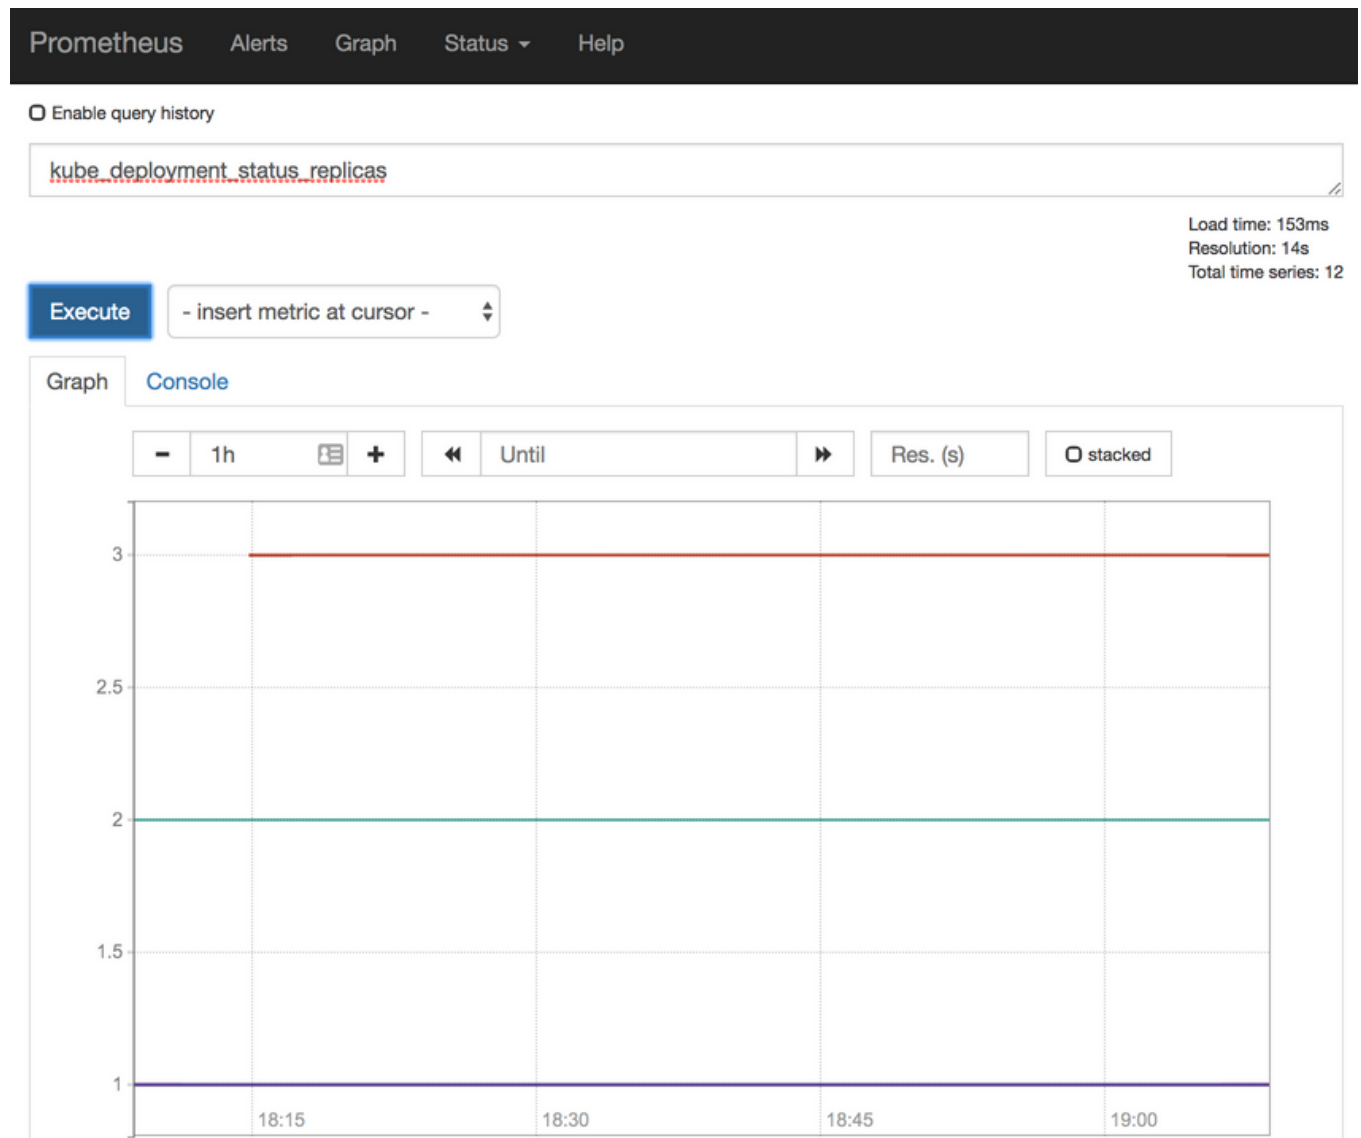 Prometheus Alerts Graph Status Help
Enable query history
kube_deployment_status_replicas
Load time: 153ms
Resolution: 14s
Total time series: 12
Execute - insert metric at cursor -
Graph Console
- 1h + Until Res. (s) stacked
3
2.5
2
1.5
1
18:15 18:30 18:45 19:00